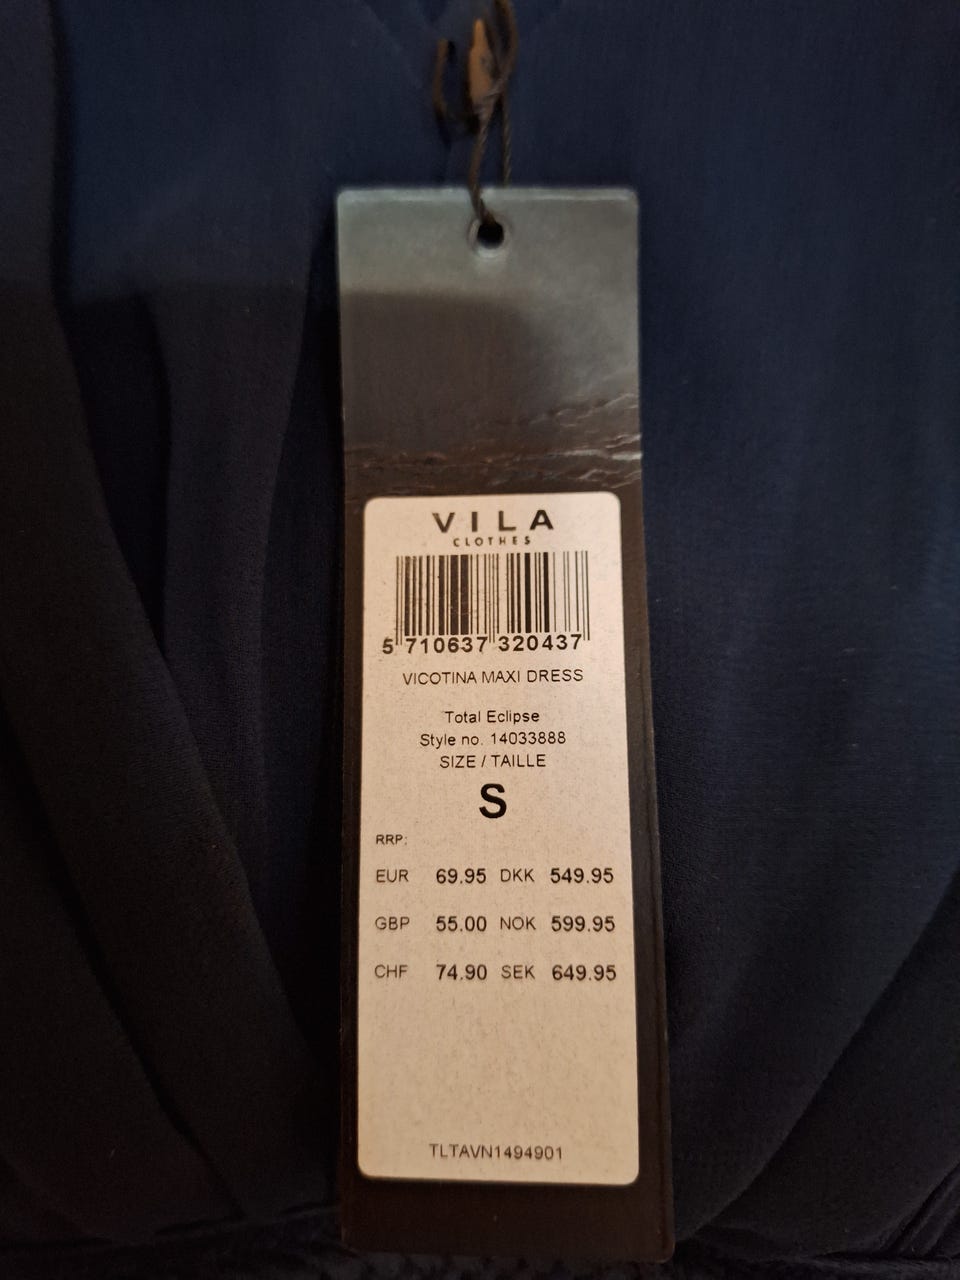 VILA
CLOTHES
5 710637 320437
VICOTINA MAXI DRESS
Total Eclipse
Style no. 14033888
SIZE / TAILLE
S
RRP:
EUR 69.95 DKK 549.95
GBP 55.00 NOK 599.95
CHF 74.90 SEK 649.95
TLTAVN1494901